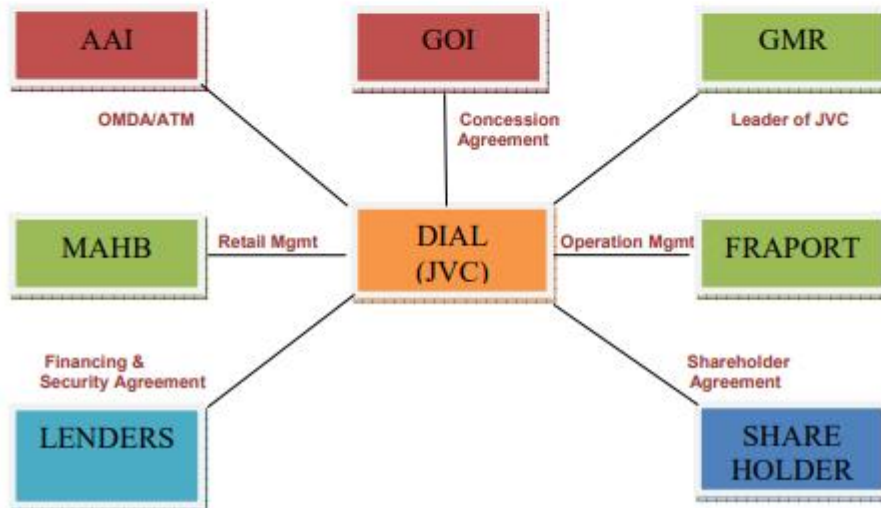 AAI
GOI
GMR
OMDA/ATM
Concession
Agreement
Leader of JVC
MAHB
Retail Mgmt
DIAL
(JVC)
Operation Mgmt
FRAPORT
Financing &
Security Agreement
Shareholder
Agreement
LENDERS
SHARE
HOLDER